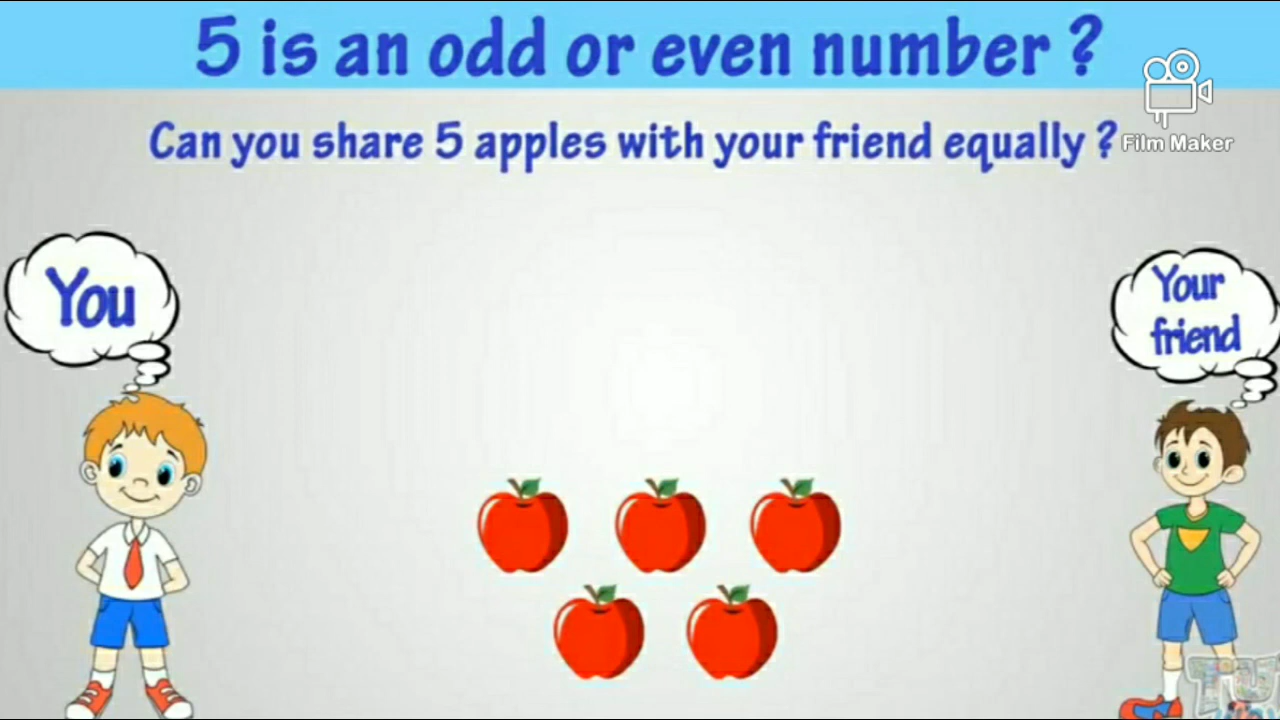 5 is an odd or even number ?
Can you share 5 apples with your friend equally ?
Film Maker
You
Your
friend